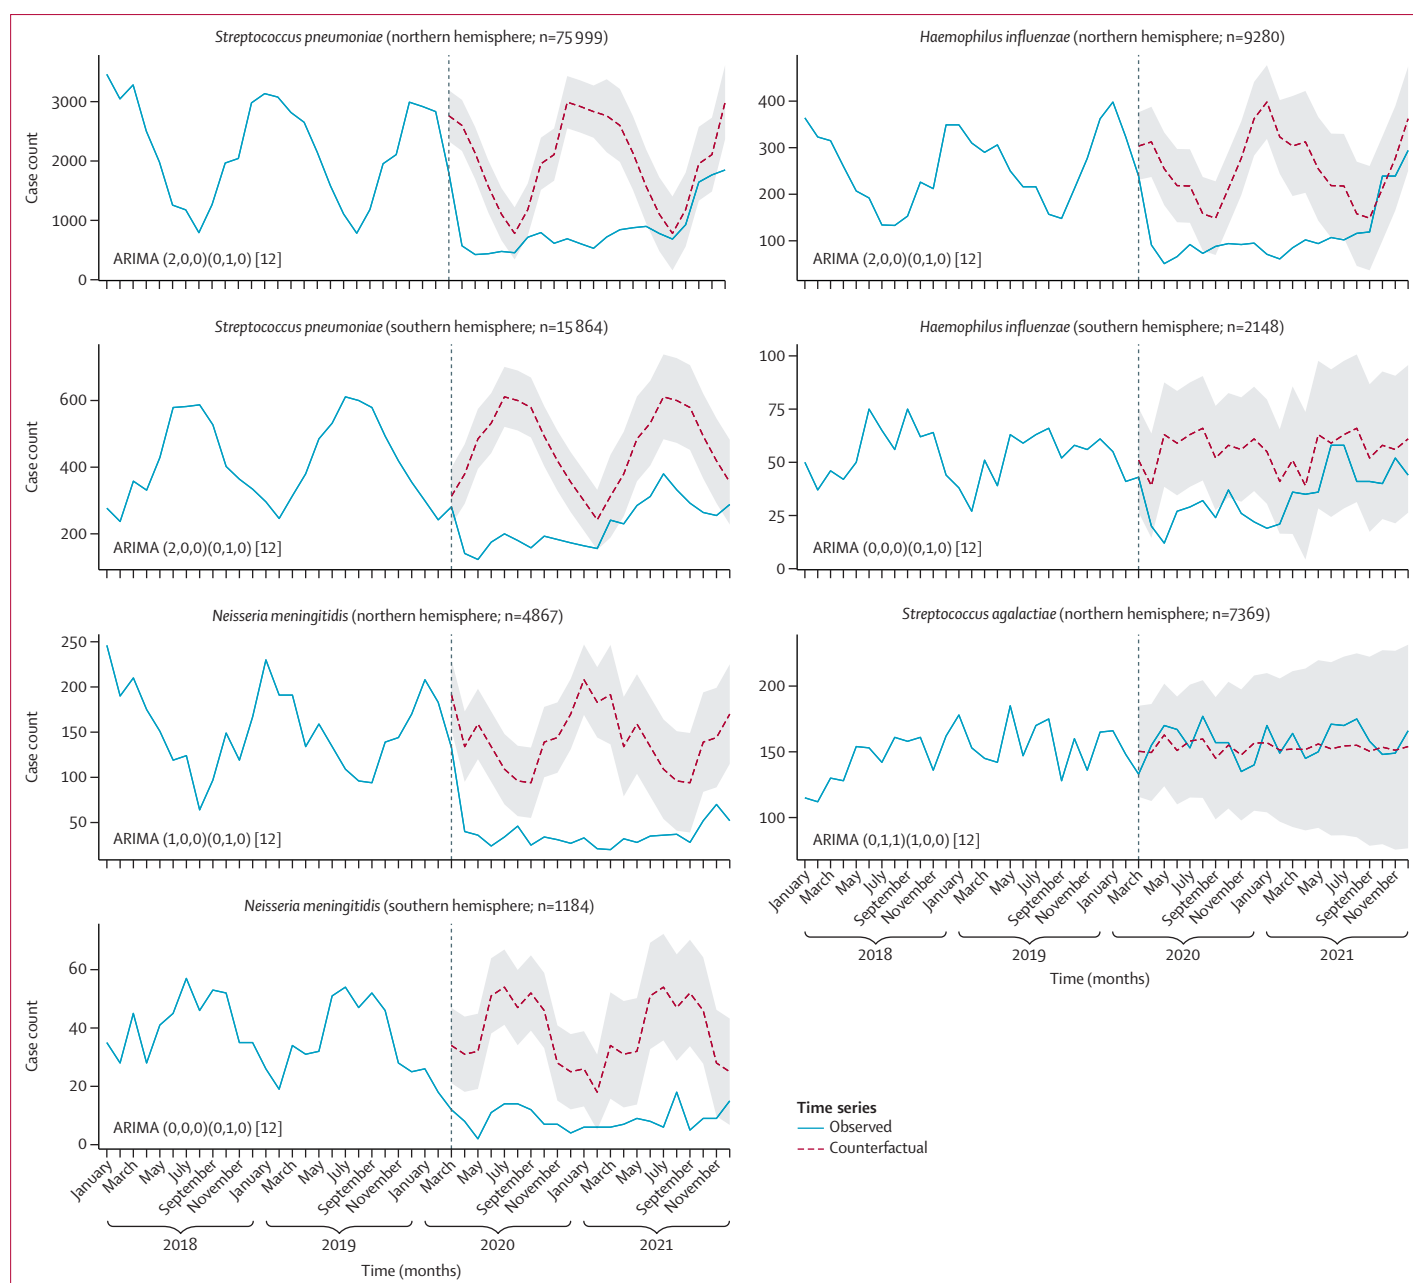 Streptococcus pneumoniae (northern hemisphere; n=75 999)
Case count
3000
2000
1000
0
ARIMA (2,0,0)(0,1,0) [12]
Haemophilus influenzae (northern hemisphere; n=9280)
400
300
200
100
ARIMA (2,0,0)(0,1,0) [12]
Streptococcus pneumoniae (southern hemisphere; n=15 864)
Case count
600
400
200
ARIMA (2,0,0)(0,1,0) [12]
Haemophilus influenzae (southern hemisphere; n=2148)
100
75
50
25
0
ARIMA (0,0,0)(0,1,0) [12]
Neisseria meningitidis (northern hemisphere; n=4867)
Case count
250
200
150
100
50
ARIMA (1,0,0)(0,1,0) [12]
Streptococcus agalactiae (northern hemisphere; n=7369)
200
150
100
ARIMA (0,1,1)(1,0,0) [12]
January March May July September November January March May July September November January March May July September November January March May July September November
2018 2019 2020 2021
Time (months)
Neisseria meningitidis (southern hemisphere; n=1184)
Case count
60
40
20
0
ARIMA (0,0,0)(0,1,0) [12]
January March May July September November January March May July September November January March May July September November January March May July September November
2018 2019 2020 2021
Time (months)
Time series
Observed
Counterfactual